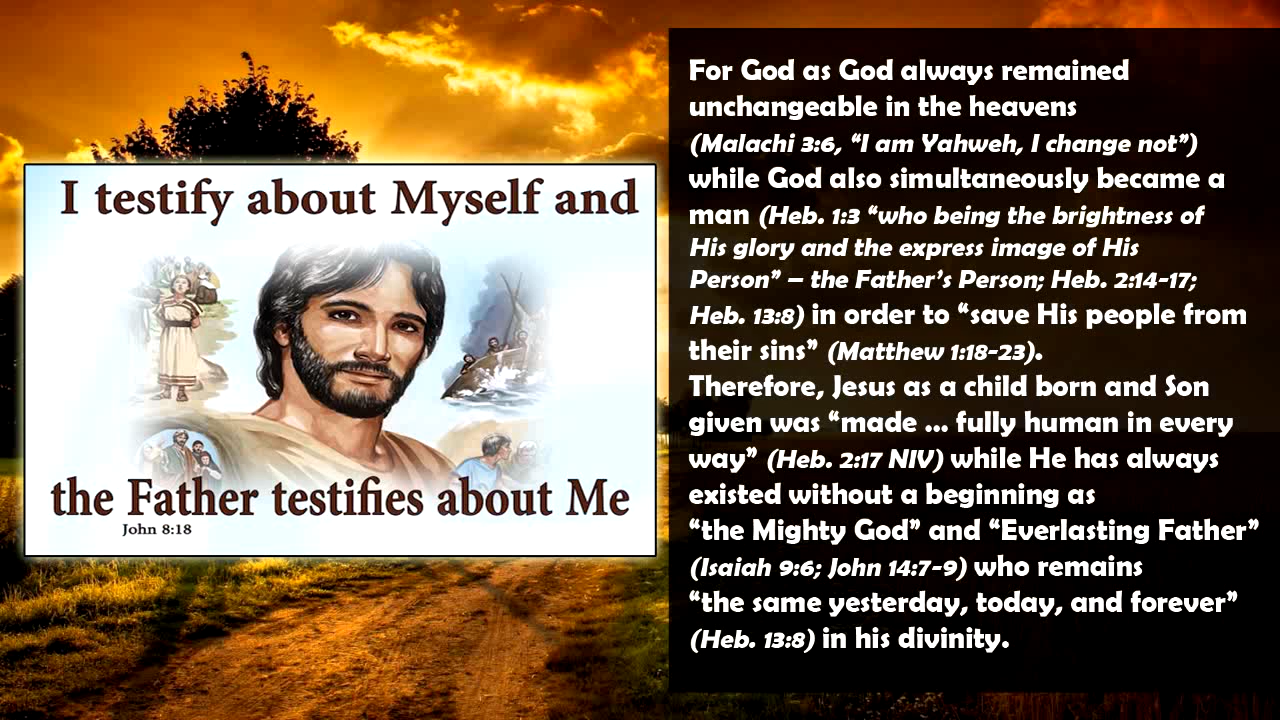 I testify about Myself and
the Father testifies about Me
John 8:18
For God as God always remained
unchangeable in the heavens
(Malachi 3:6, “I am Yahweh, I change not”)
while God also simultaneously became a
man (Heb. 1:3 “who being the brightness of
His glory and the express image of His
Person” – the Father’s Person; Heb. 2:14-17;
Heb. 13:8) in order to “save His people from
their sins” (Matthew 1:18-23).
Therefore, Jesus as a child born and Son
given was “made ... fully human in every
way” (Heb. 2:17 NIV) while He has always
existed without a beginning as
“the Mighty God” and “Everlasting Father”
(Isaiah 9:6; John 14:7-9) who remains
“the same yesterday, today, and forever”
(Heb. 13:8) in his divinity.